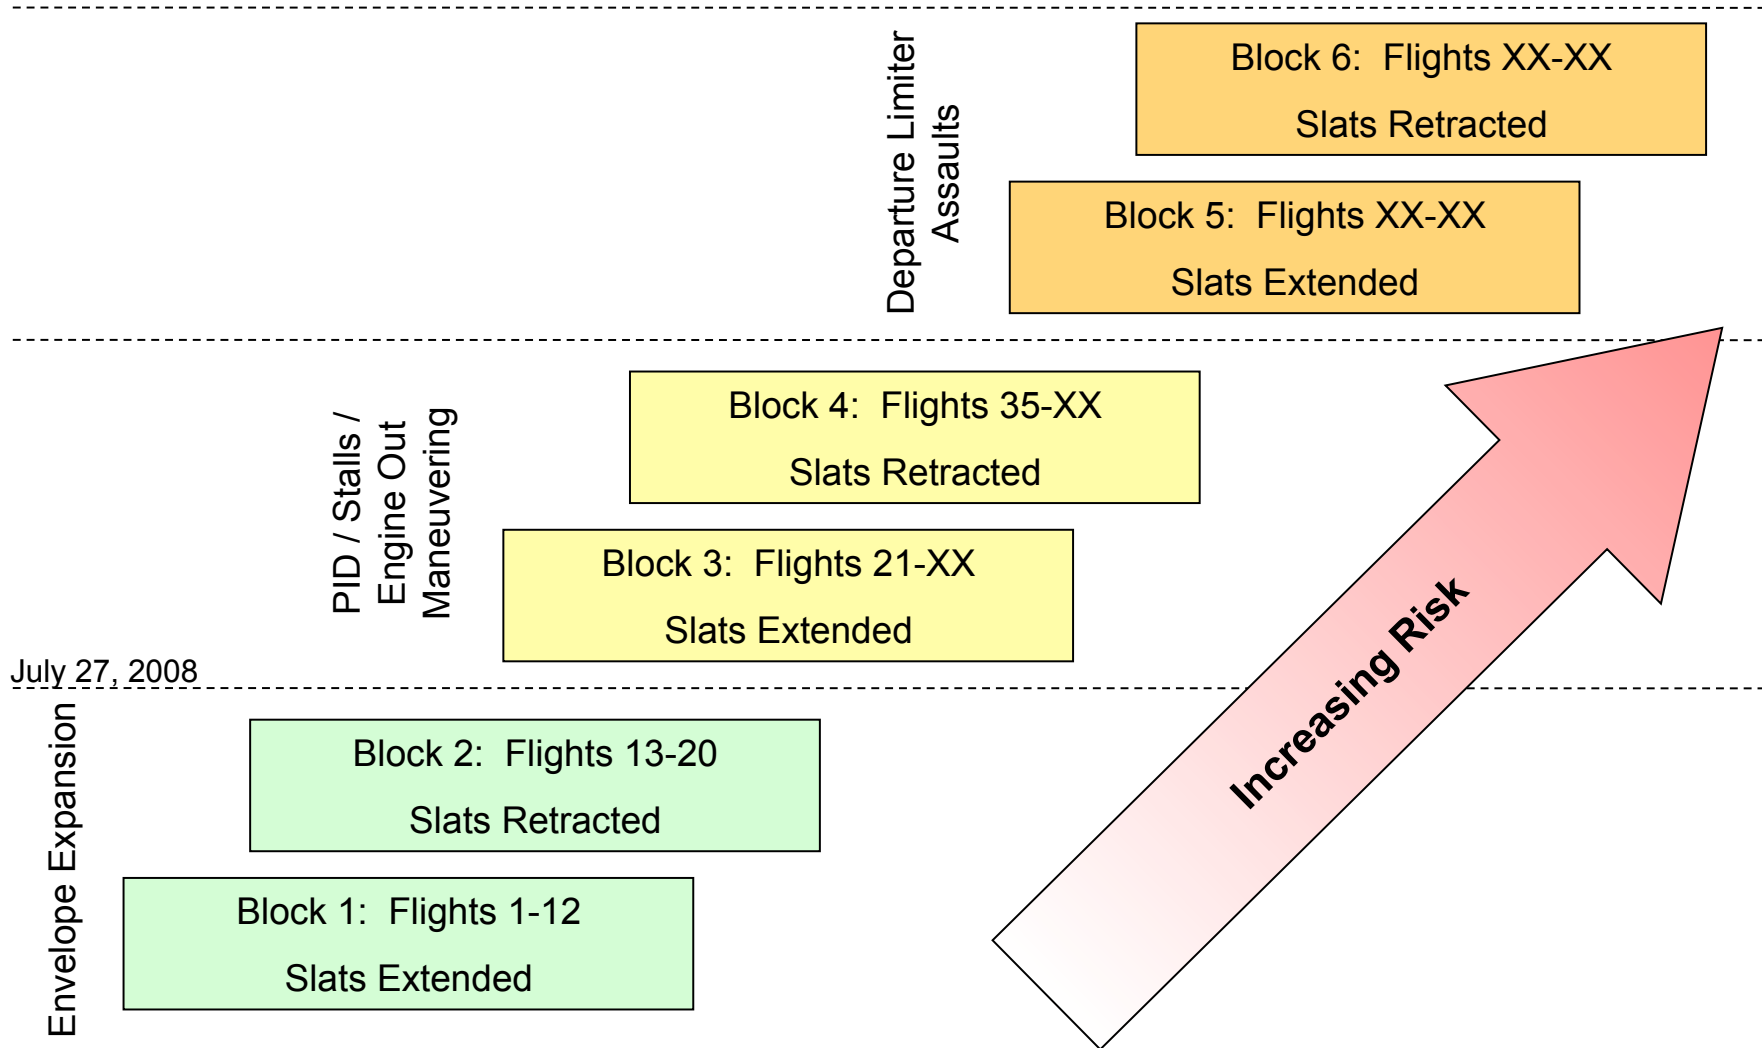 Departure Limiter
Assaults
Block 6:  Flights XX-XX
Slats Retracted
Block 5:  Flights XX-XX
Slats Extended
PID / Stalls /
Engine Out
Maneuvering
Block 4:  Flights 35-XX
Slats Retracted
Block 3:  Flights 21-XX
Slats Extended
July 27, 2008
Envelope Expansion
Block 2:  Flights 13-20
Slats Retracted
Block 1:  Flights 1-12
Slats Extended
Increasing Risk